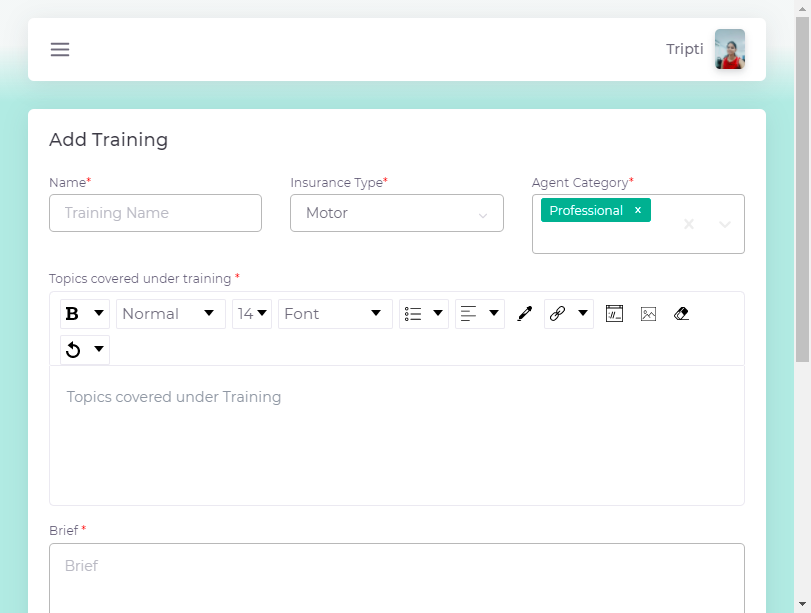 Tripti
Add Training
Name*
Insurance Type*
Agent Category*
Training Name
Motor
Professional x
Topics covered under training *
B
Normal
14
Font
Topics covered under Training
Brief *
Brief